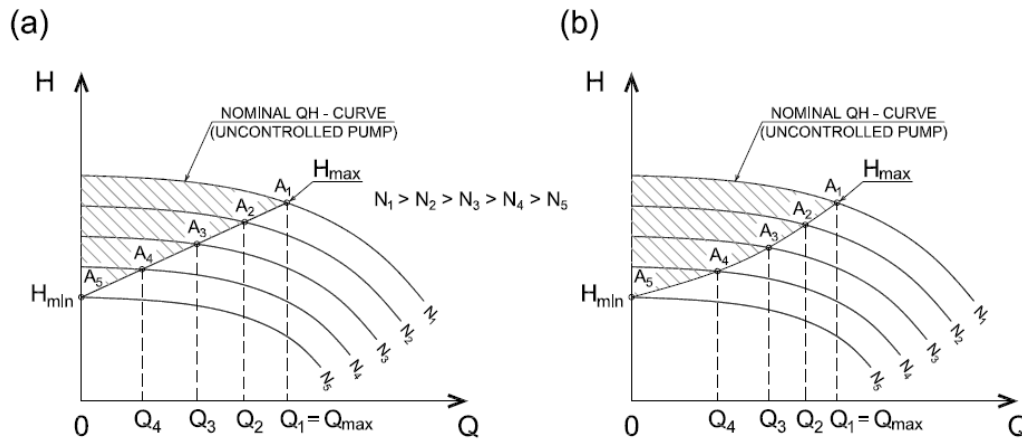 (a)
H
NOMINAL QH - CURVE
(UNCONTROLLED PUMP)
Hmax
A1
A2
A3
A4
A5
Hmin
N1 > N2 > N3 > N4 > N5
N1
N2
N3
N4
N5
0
Q4
Q3
Q2
Q1 = Qmax
Q
(b)
H
NOMINAL QH - CURVE
(UNCONTROLLED PUMP)
Hmax
A1
A2
A3
A4
A5
Hmin
N1
N2
N3
N4
N5
0
Q4
Q3
Q2
Q1 = Qmax
Q